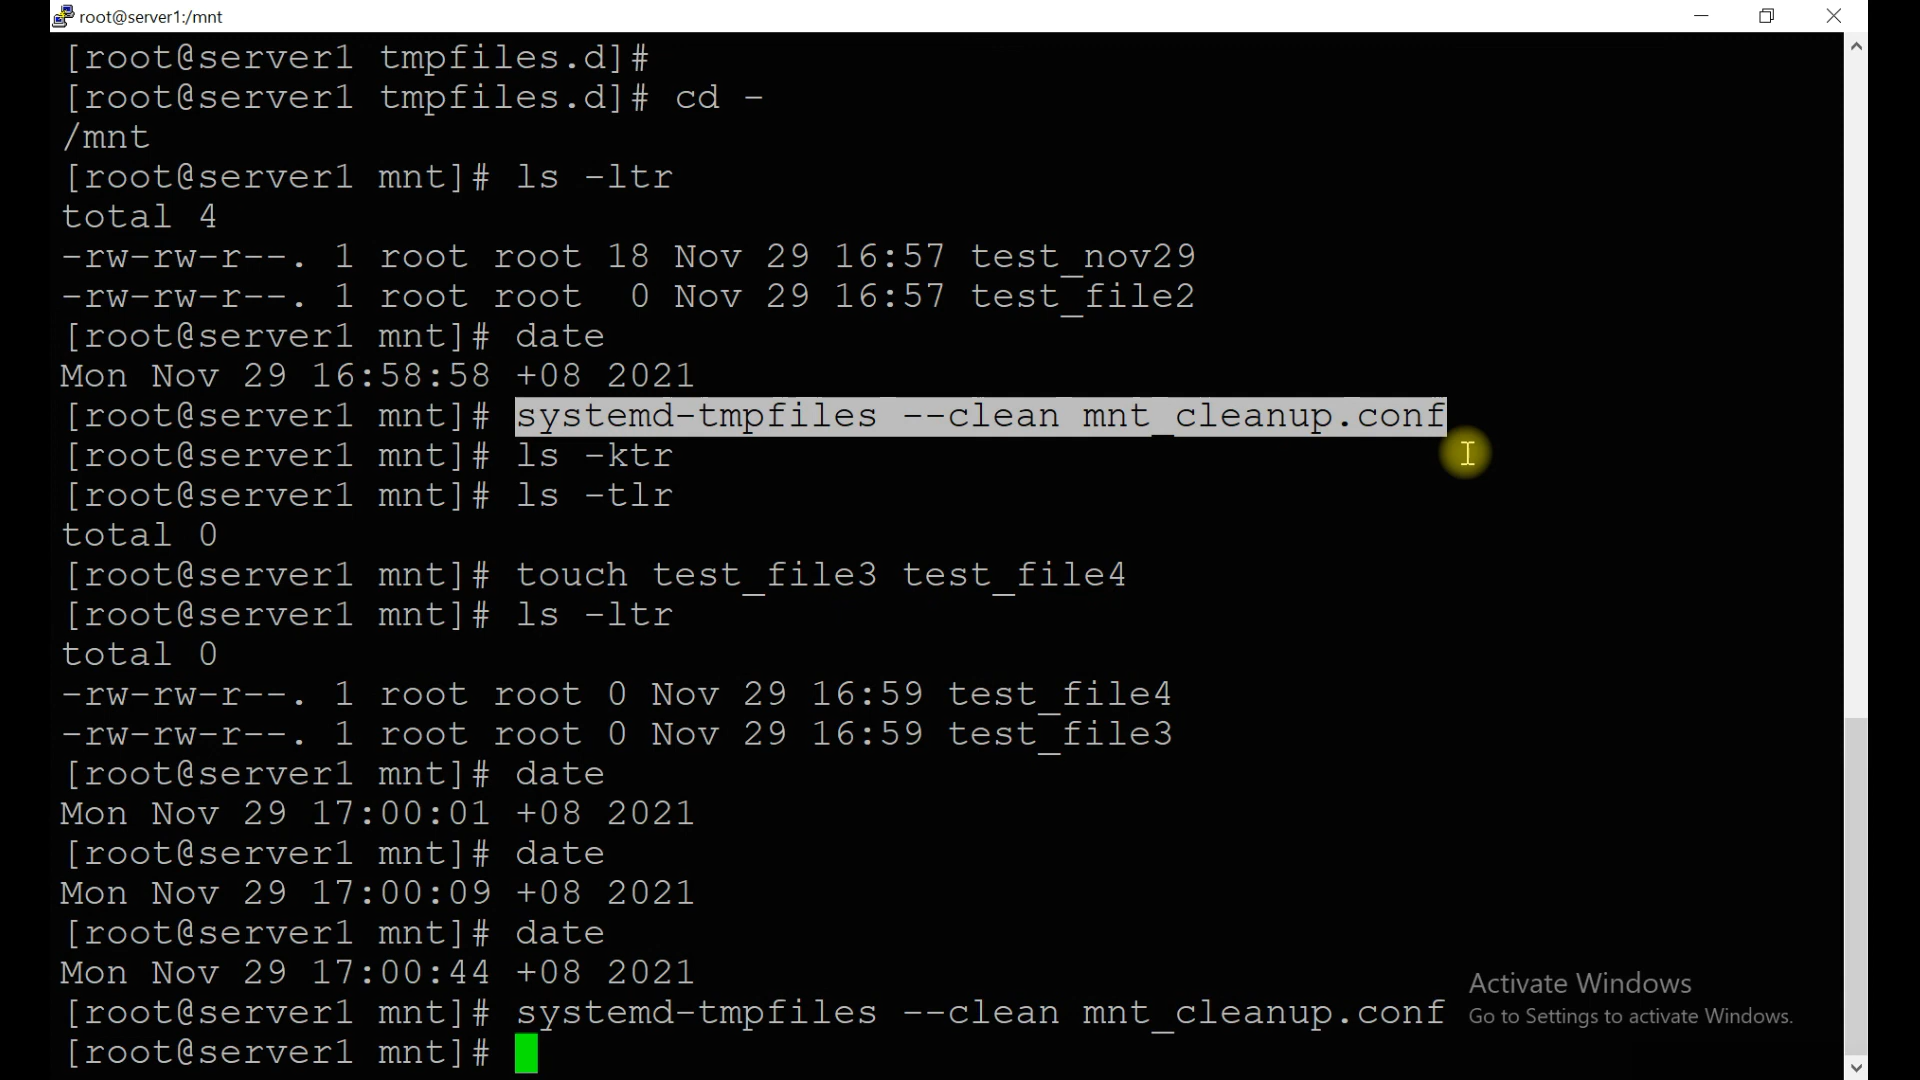 root@server1:/mnt
[root@server1 tmpfiles.d]#
[root@server1 tmpfiles.d]# cd -
/mnt
[root@server1 mnt]# ls -ltr
total 4
-rw-rw-r--. 1 root root 18 Nov 29 16:57 test_nov29
-rw-rw-r--. 1 root root  0 Nov 29 16:57 test_file2
[root@server1 mnt]# date
Mon Nov 29 16:58:58 +08 2021
[root@server1 mnt]# systemd-tmpfiles --clean mnt_cleanup.conf
[root@server1 mnt]# ls -ktr
[root@server1 mnt]# ls -tlr
total 0
[root@server1 mnt]# touch test_file3 test_file4
[root@server1 mnt]# ls -ltr
total 0
-rw-rw-r--. 1 root root 0 Nov 29 16:59 test_file4
-rw-rw-r--. 1 root root 0 Nov 29 16:59 test_file3
[root@server1 mnt]# date
Mon Nov 29 17:00:01 +08 2021
[root@server1 mnt]# date
Mon Nov 29 17:00:09 +08 2021
[root@server1 mnt]# date
Mon Nov 29 17:00:44 +08 2021
[root@server1 mnt]# systemd-tmpfiles --clean mnt_cleanup.conf
[root@server1 mnt]#
Activate Windows
Go to Settings to activate Windows.